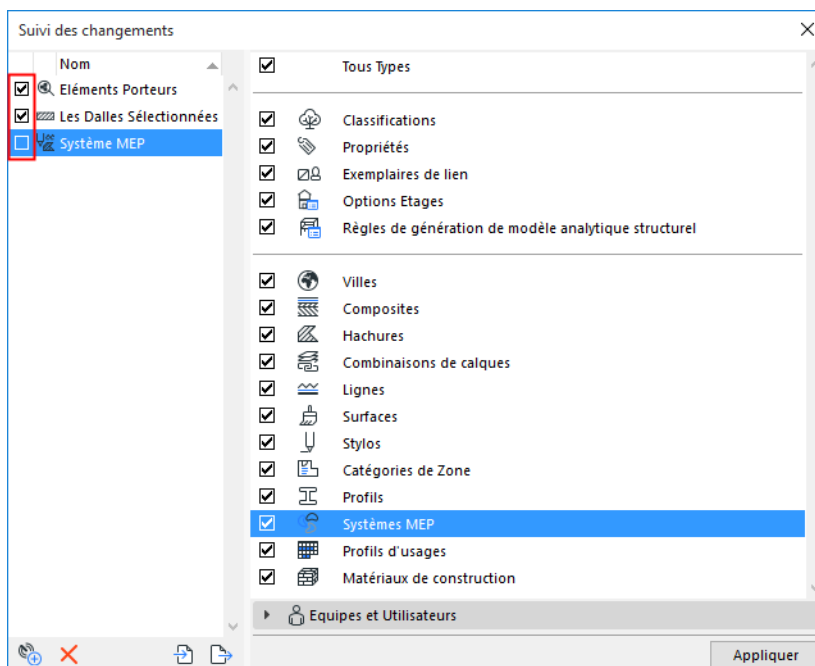 Suivi des changements
Nom
Eléments Porteurs
Les Dalles Sélectionnées
Système MEP
Tous Types
Classifications
Propriétés
Exemplaires de lien
Options Etages
Règles de génération de modèle analytique structurel
Villes
Composites
Hachures
Combinaisons de calques
Lignes
Surfaces
Stylos
Catégories de Zone
Profils
Systèmes MEP
Profils d'usages
Matériaux de construction
Equipes et Utilisateurs
Appliquer